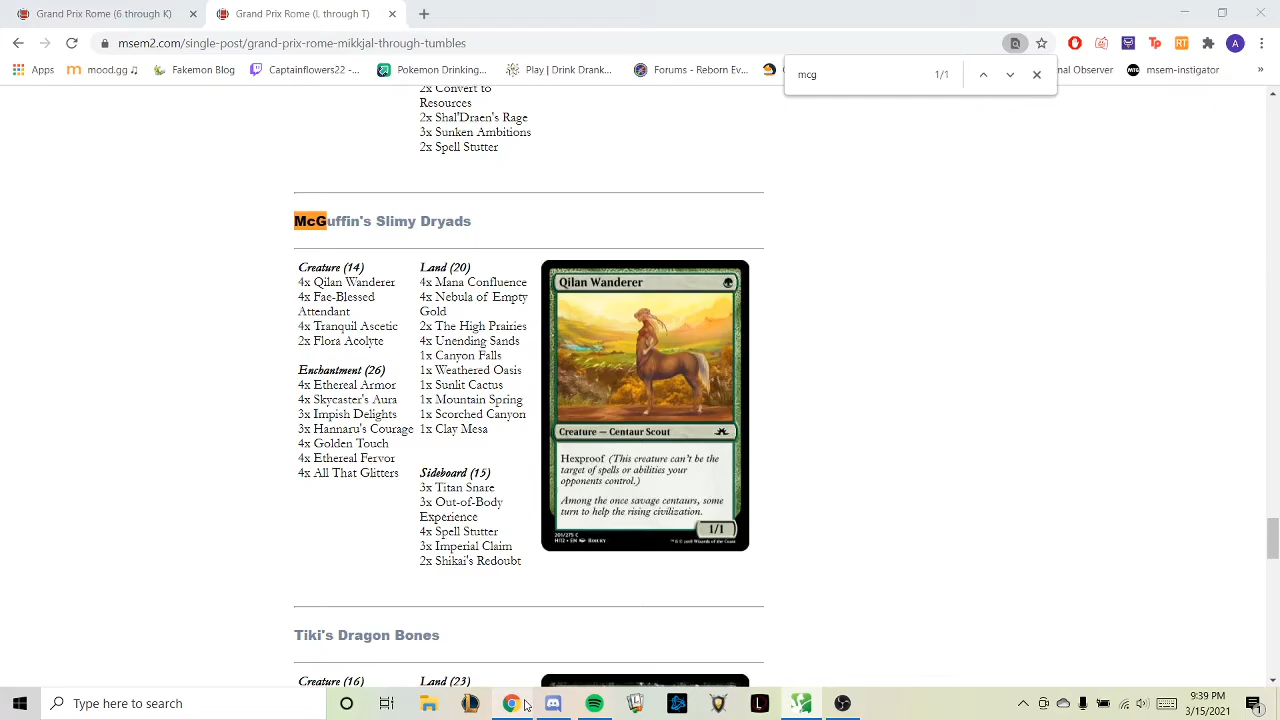 Grand Prix Rome (I through K)
Grand Prix Rome (L through T)
msem2.com/single-post/grand-prix-rome-mikkja-through-tumbles
Apps
mood.gg ♫
Fakemon Blog
Captainflowers22 -...
Pokemon Drinking...
Play | Drink Drank...
Forums - Reborn Ev...
nal Observer
msem-instigator
»
mcg
1/1
2x Convert to
Resources
2x Shal'Draen's Rage
3x Sunken Ambitions
2x Spell Stutter
McGuffin's Slimy Dryads
Creature (14)
4x Qilan Wanderer
4x Fae-Blessed
Attendant
4x Tranquil Ascetic
2x Flora Acolyte
Enchantment (26)
4x Ethereal Armor
4x Skycaster's Aura
3x Impish Delights
3x Hannaru's Courage
4x Golden Touch
4x Ethereal Fervor
4x All That Glitters
Land (20)
4x Mana Confluence
4x Nebula of Empty
Gold
2x The High Prairies
4x Unending Sands
1x Canyon Falls
1x Weathered Oasis
1x Sunlit Cactus
1x Mountain Spring
1x Scorched Canyon
1x Clay Mesa
Sideboard (15)
3x Titan Snare
3x Out-of-Body
Experience
4x Sudden Stupor
3x Imperial Claim
2x Shisai's Redoubt
Qilan Wanderer
Creature — Centaur Scout
Hexproof (This creature can't be the
target of spells or abilities your
opponents control.)
Among the once savage centaurs, some
turn to help the rising civilization.
1/1
201/275 C
Tiki's Dragon Bones
Creature (16)
Land (23)
Type here to search
9:39 PM
3/15/2021